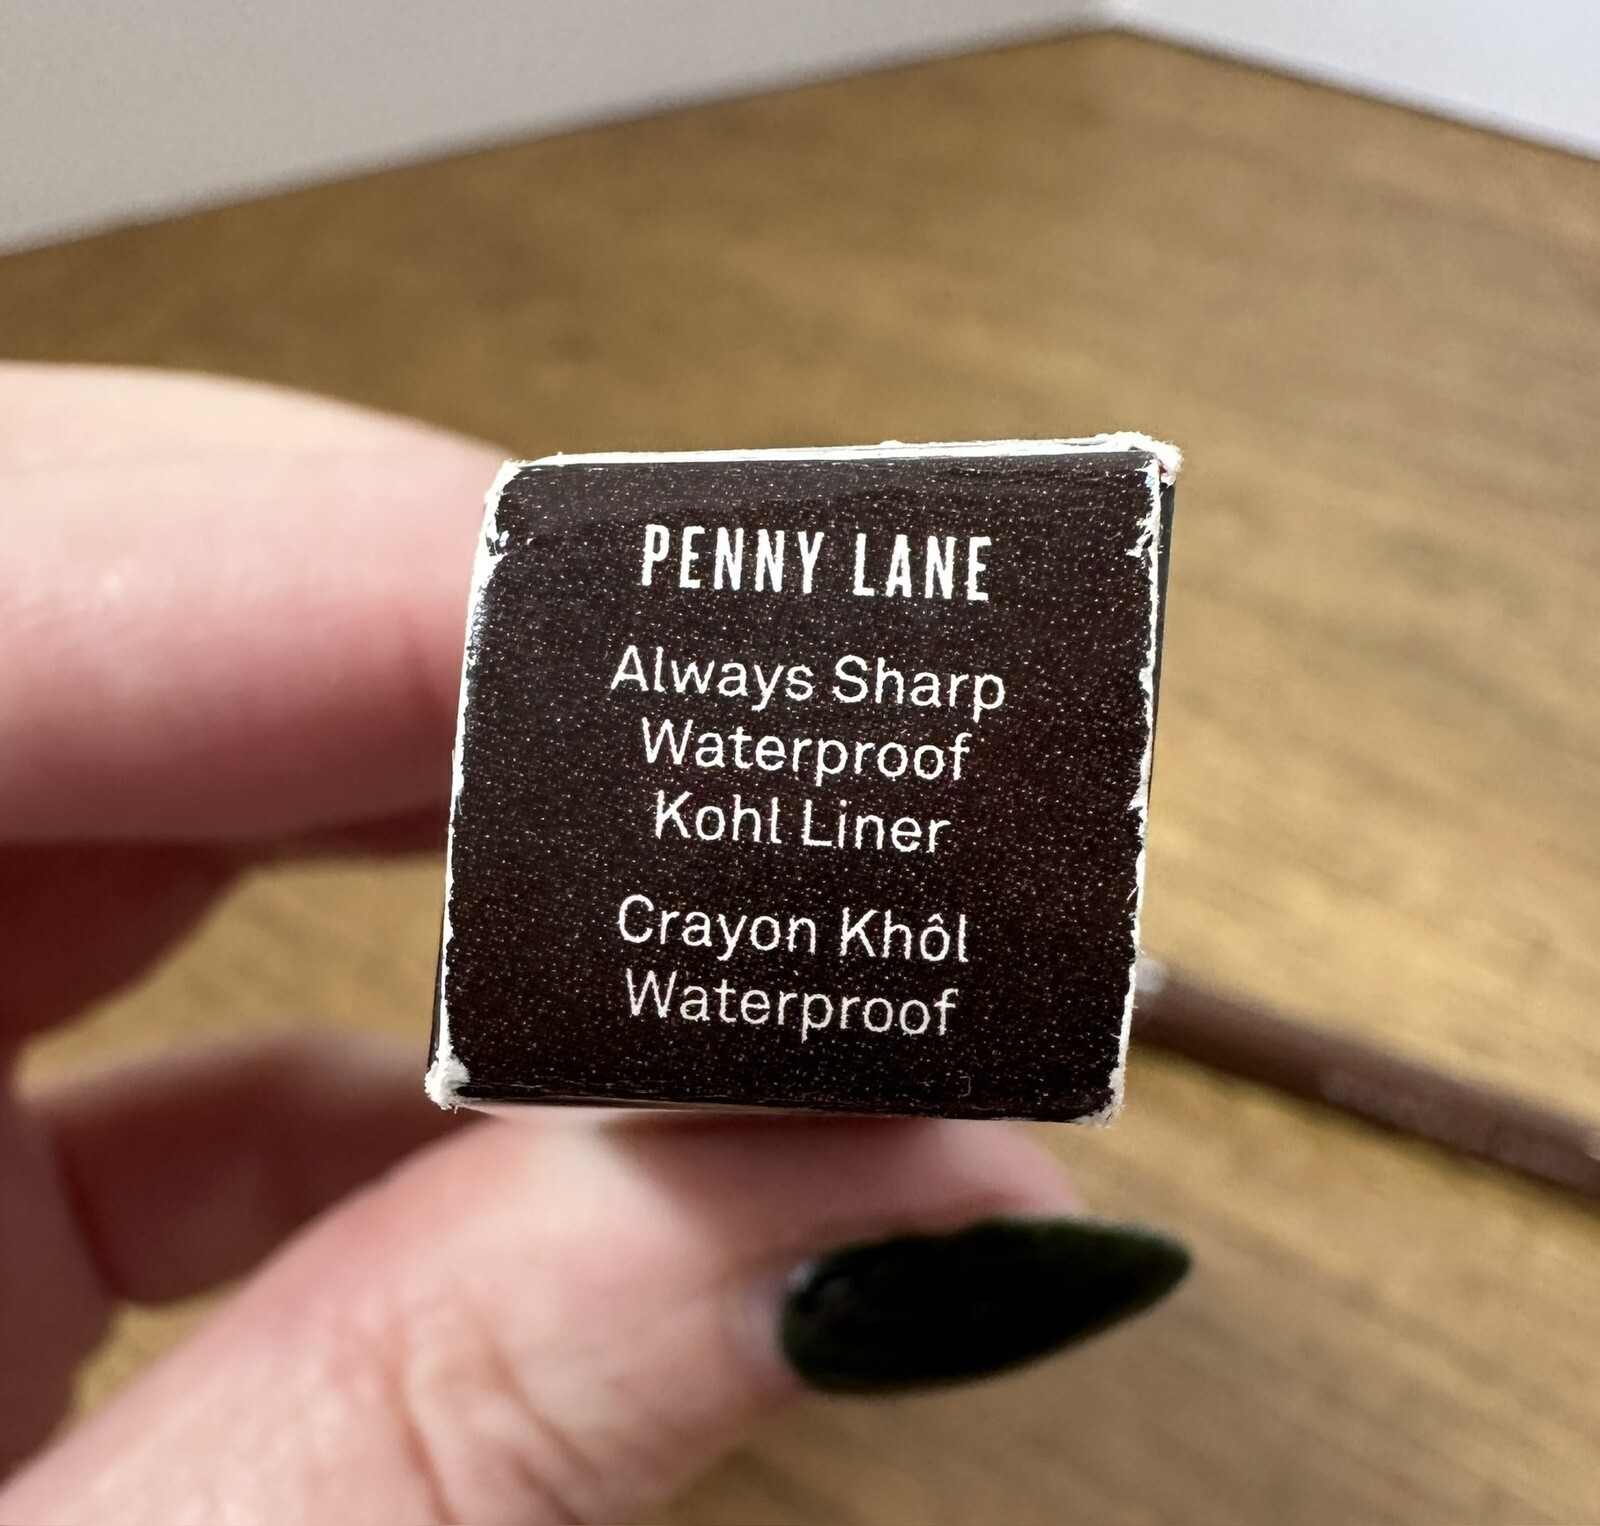 PENNY LANE
Always Sharp
Waterproof
Kohl Liner
Crayon Khôl
Waterproof